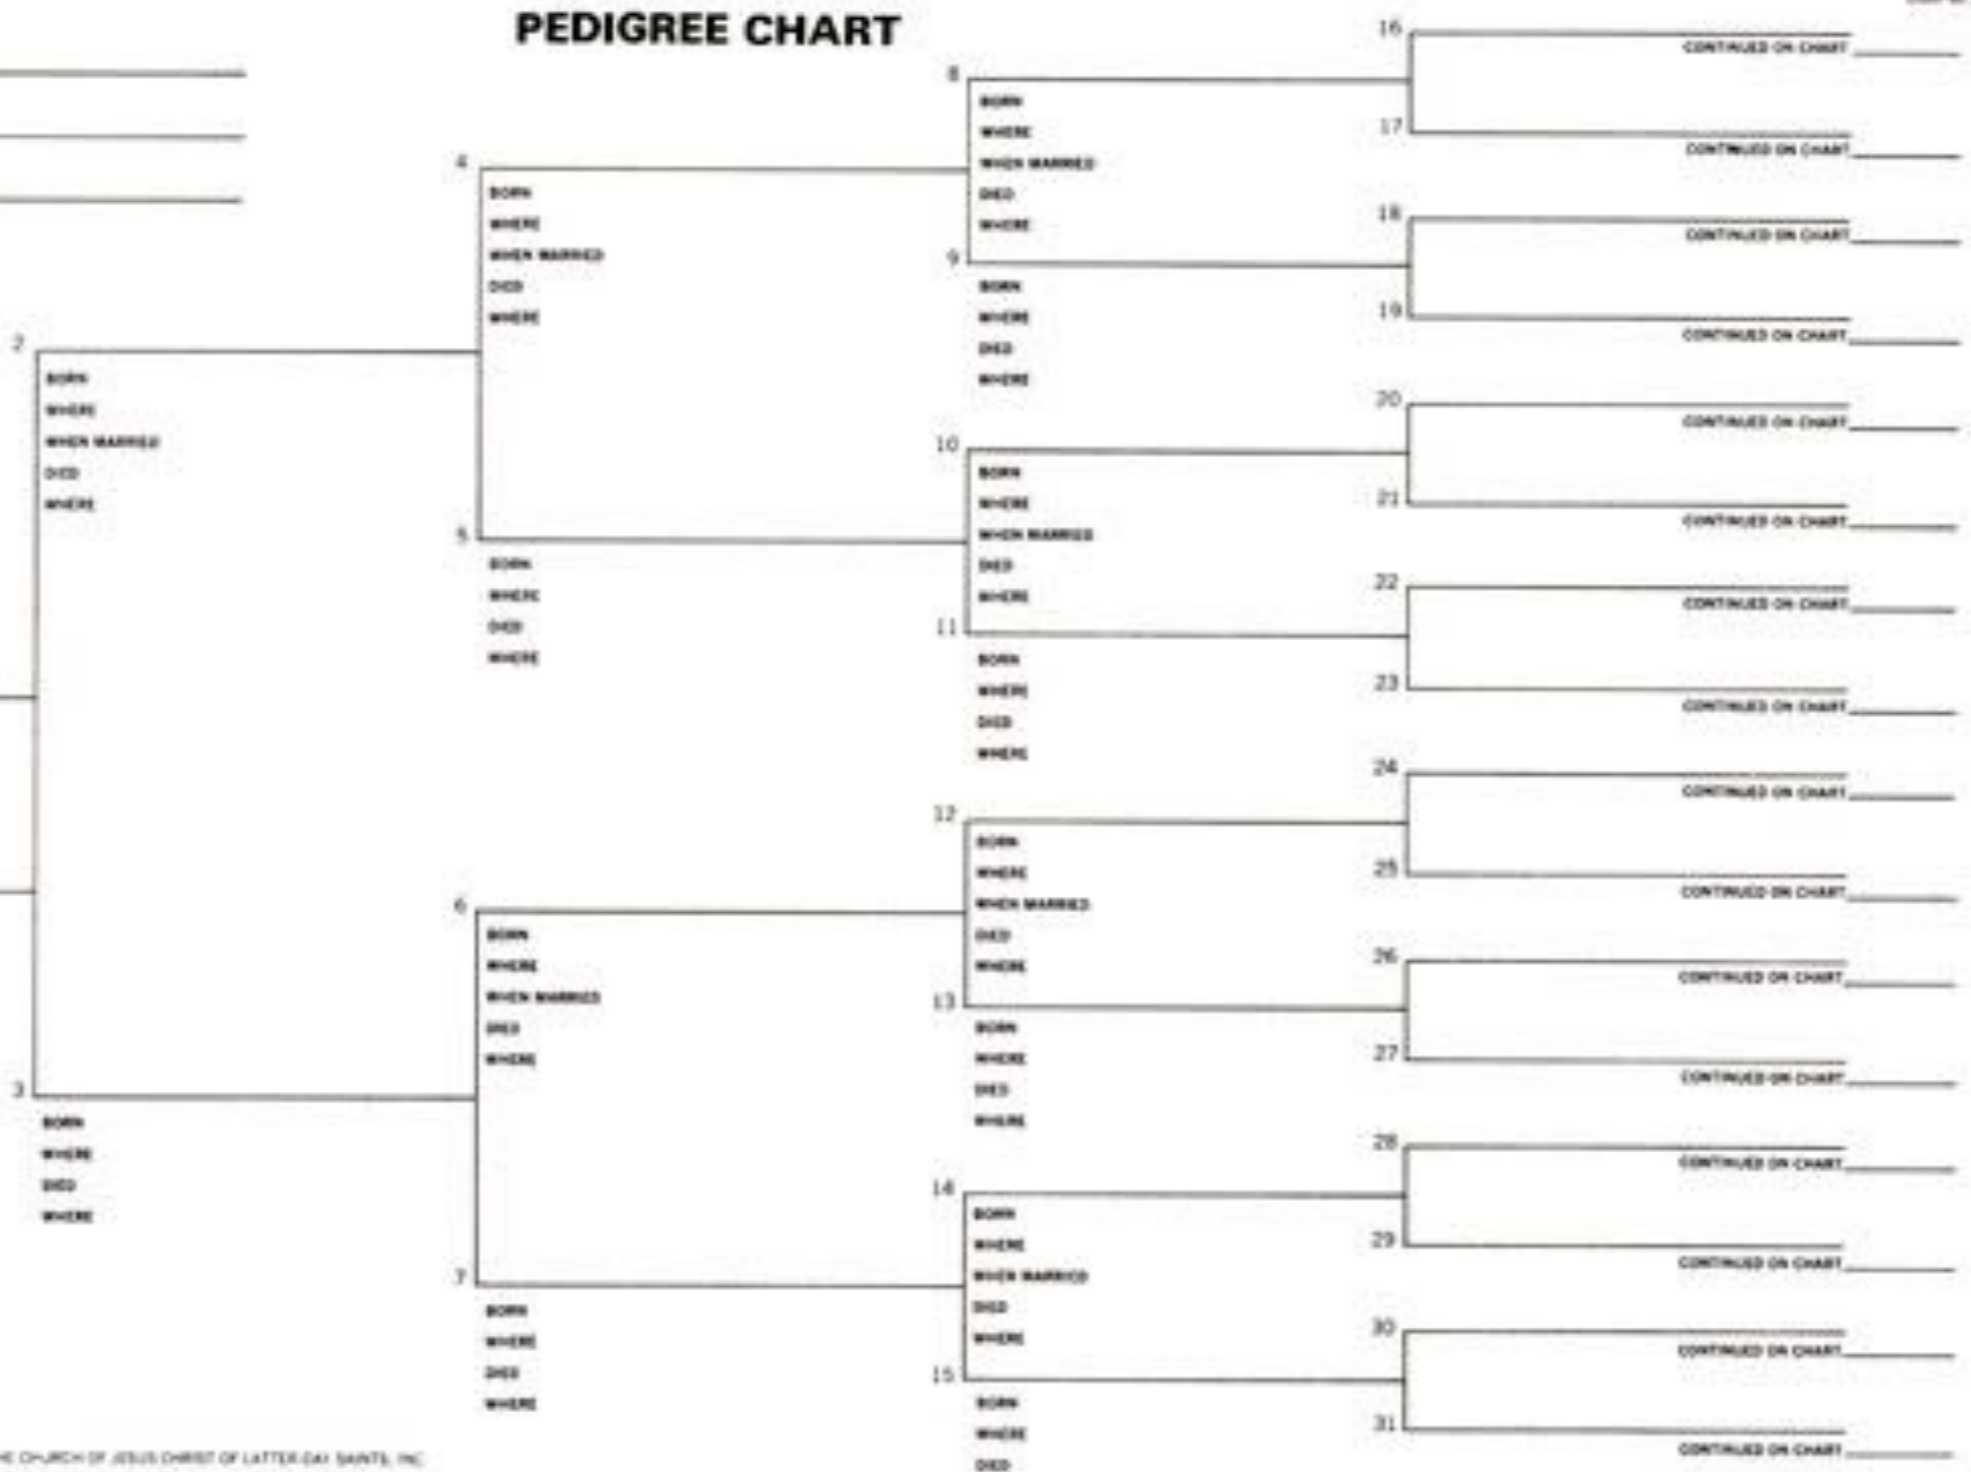 PEDIGREE CHART
2
BORN
WHERE
WHEN MARRIED
DIED
WHERE
3
BORN
WHERE
DIED
WHERE
4
BORN
WHERE
WHEN MARRIED
DIED
WHERE
5
BORN
WHERE
DIED
WHERE
6
BORN
WHERE
WHEN MARRIED
DIED
WHERE
7
BORN
WHERE
DIED
WHERE
8
BORN
WHERE
WHEN MARRIED
DIED
WHERE
9
BORN
WHERE
DIED
WHERE
10
BORN
WHERE
WHEN MARRIED
DIED
WHERE
11
BORN
WHERE
DIED
WHERE
12
BORN
WHERE
WHEN MARRIED
DIED
WHERE
13
BORN
WHERE
DIED
WHERE
14
BORN
WHERE
WHEN MARRIED
DIED
WHERE
15
BORN
WHERE
DIED
16
CONTINUED ON CHART
17
CONTINUED ON CHART
18
CONTINUED ON CHART
19
CONTINUED ON CHART
20
CONTINUED ON CHART
21
CONTINUED ON CHART
22
CONTINUED ON CHART
23
CONTINUED ON CHART
24
CONTINUED ON CHART
25
CONTINUED ON CHART
26
CONTINUED ON CHART
27
CONTINUED ON CHART
28
CONTINUED ON CHART
29
CONTINUED ON CHART
30
CONTINUED ON CHART
31
CONTINUED ON CHART
HE CHURCH OF JESUS CHRIST OF LATTER-DAY SAINTS, INC